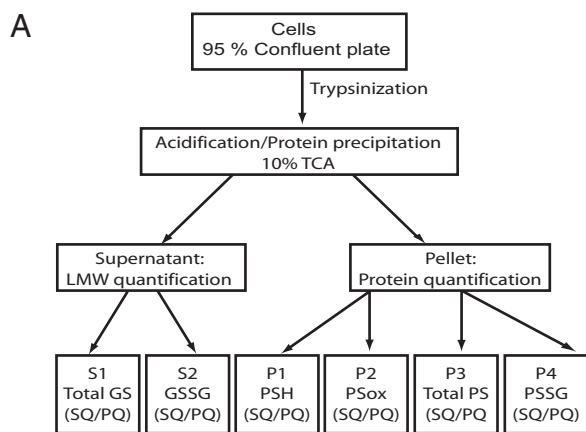 A
Cells
95 % Confluent plate
Trypsinization
Acidification/Protein precipitation
10% TCA
Supernatant:
LMW quantification
Pellet:
Protein quantification
S1
Total GS
(SQ/PQ)
S2
GSSG
(SQ/PQ)
P1
PSH
(SQ/PQ)
P2
PSox
(SQ/PQ)
P3
Total PS
(SQ/PQ
P4
PSSG
(SQ/PQ)